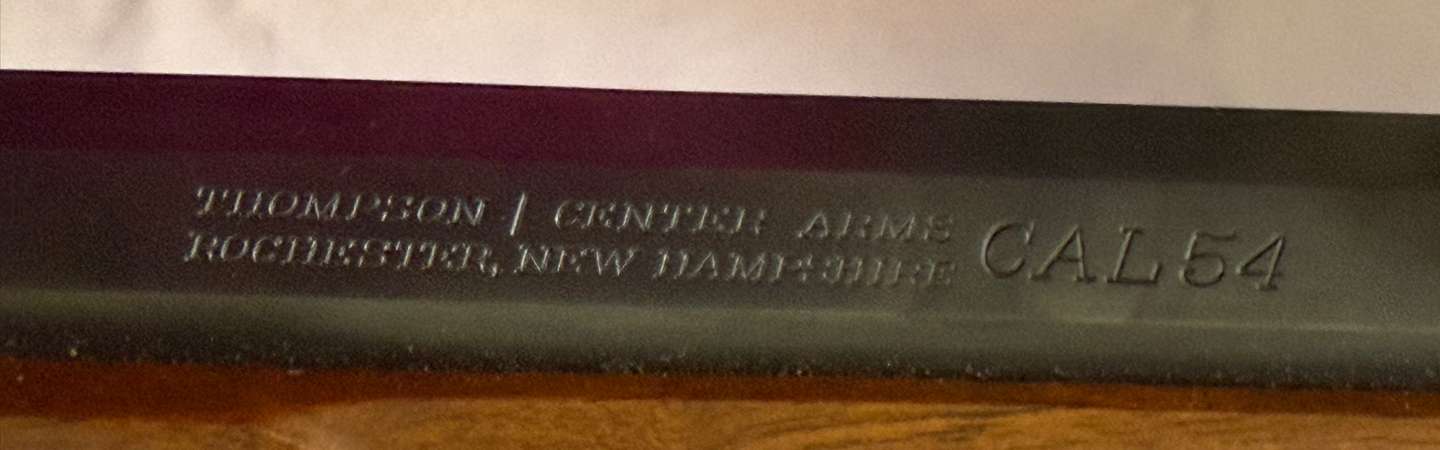 THOMPSON / CENTER ARMS
ROCHESTER, NEW HAMPSHIRE
CAL 54